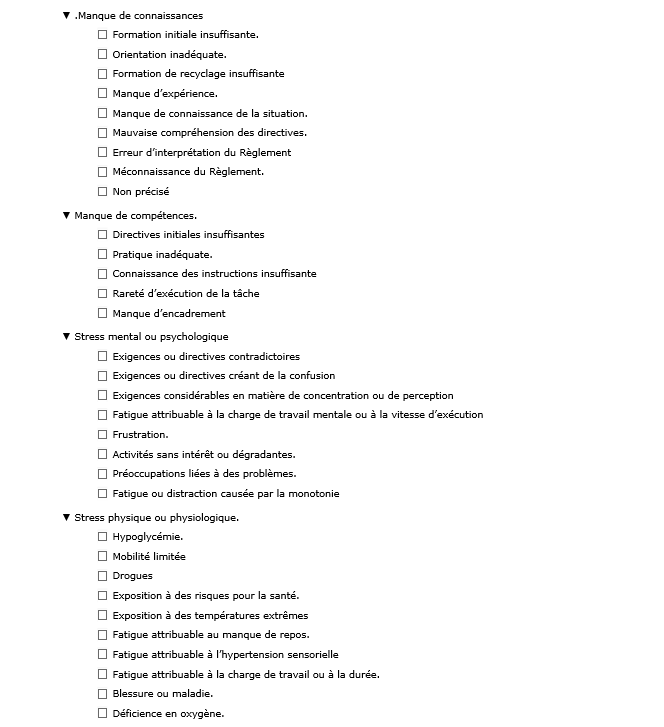 ▼ .Manque de connaissances
☐ Formation initiale insuffisante.
☐ Orientation inadéquate.
☐ Formation de recyclage insuffisante
☐ Manque d’expérience.
☐ Manque de connaissance de la situation.
☐ Mauvaise compréhension des directives.
☐ Erreur d’interprétation du Règlement
☐ Méconnaissance du Règlement.
☐ Non précisé
▼ Manque de compétences.
☐ Directives initiales insuffisantes
☐ Pratique inadéquate.
☐ Connaissance des instructions insuffisante
☐ Rareté d’exécution de la tâche
☐ Manque d’encadrement
▼ Stress mental ou psychologique
☐ Exigences ou directives contradictoires
☐ Exigences ou directives créant de la confusion
☐ Exigences considérables en matière de concentration ou de perception
☐ Fatigue attribuable à la charge de travail mentale ou à la vitesse d’exécution
☐ Frustration.
☐ Activités sans intérêt ou dégradantes.
☐ Préoccupations liées à des problèmes.
☐ Fatigue ou distraction causée par la monotonie
▼ Stress physique ou physiologique.
☐ Hypoglycémie.
☐ Mobilité limitée
☐ Drogues
☐ Exposition à des risques pour la santé.
☐ Exposition à des températures extrêmes
☐ Fatigue attribuable au manque de repos.
☐ Fatigue attribuable à l’hypertension sensorielle
☐ Fatigue attribuable à la charge de travail ou à la durée.
☐ Blessure ou maladie.
☐ Déficience en oxygène.